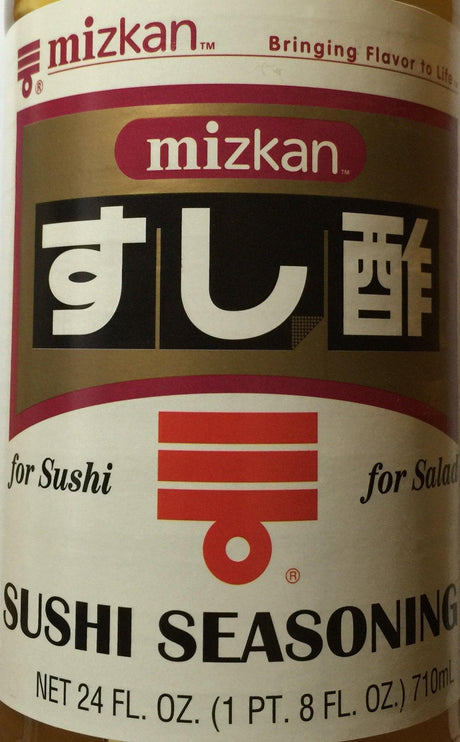 mizkan™
Bringing Flavor to Life™
®
mizkan™
すし酢
for Sushi
for Salad
®
SUSHI SEASONING
NET 24 FL. OZ. (1 PT. 8 FL. OZ.) 710mL